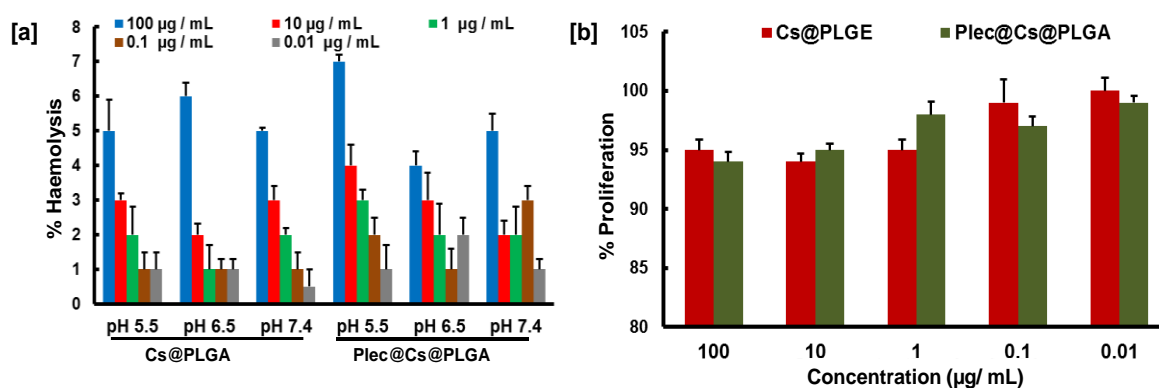 [a]
100 µg / mL
10 µg / mL
1 µg / mL
0.1 µg / mL
0.01 µg / mL
% Haemolysis
8
7
6
5
4
3
2
1
0
pH 5.5
pH 6.5
pH 7.4
pH 5.5
pH 6.5
pH 7.4
Cs@PLGA
Plec@Cs@PLGA
[b]
Cs@PLGE
Plec@Cs@PLGA
% Proliferation
105
100
95
90
85
80
100
10
1
0.1
0.01
Concentration (µg/ mL)